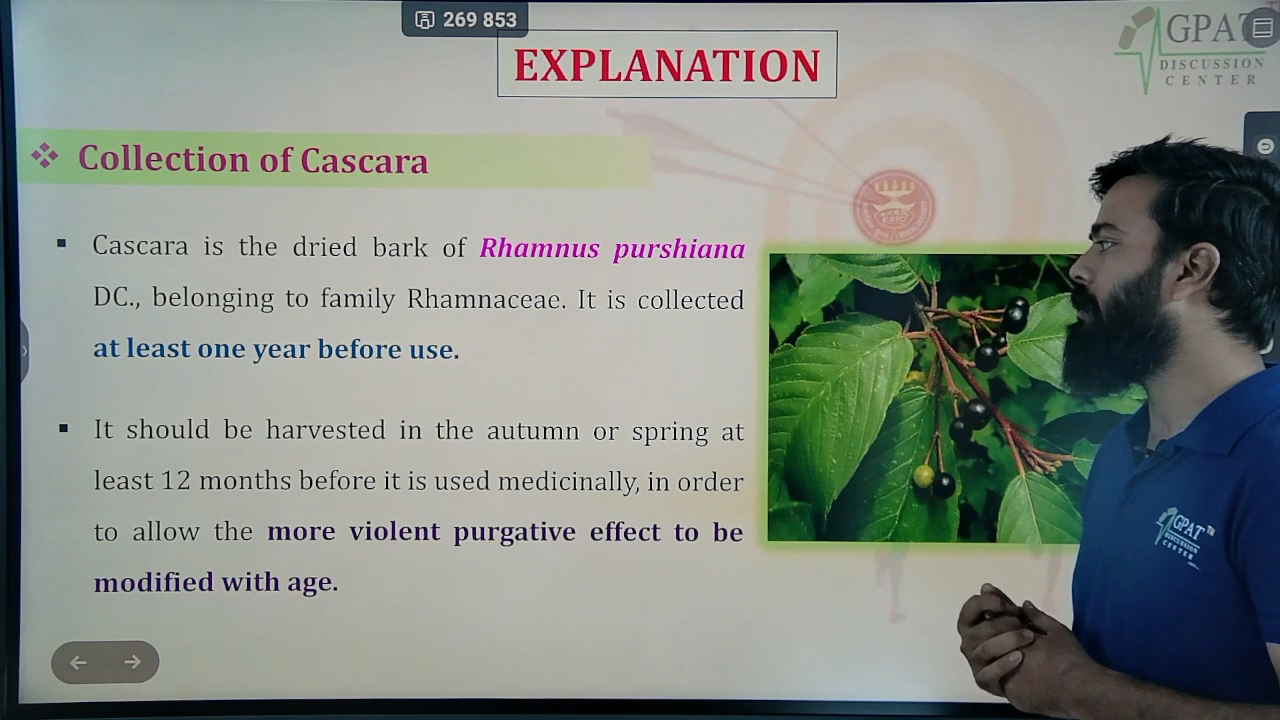 269 853
EXPLANATION
GPAT
DISCUSSION
CENTER
❖ Collection of Cascara
▪ Cascara is the dried bark of Rhamnus purshiana
DC., belonging to family Rhamnaceae. It is collected
at least one year before use.
▪ It should be harvested in the autumn or spring at
least 12 months before it is used medicinally, in order
to allow the more violent purgative effect to be
modified with age.
GPAT™
DISCUSSION
CENTER